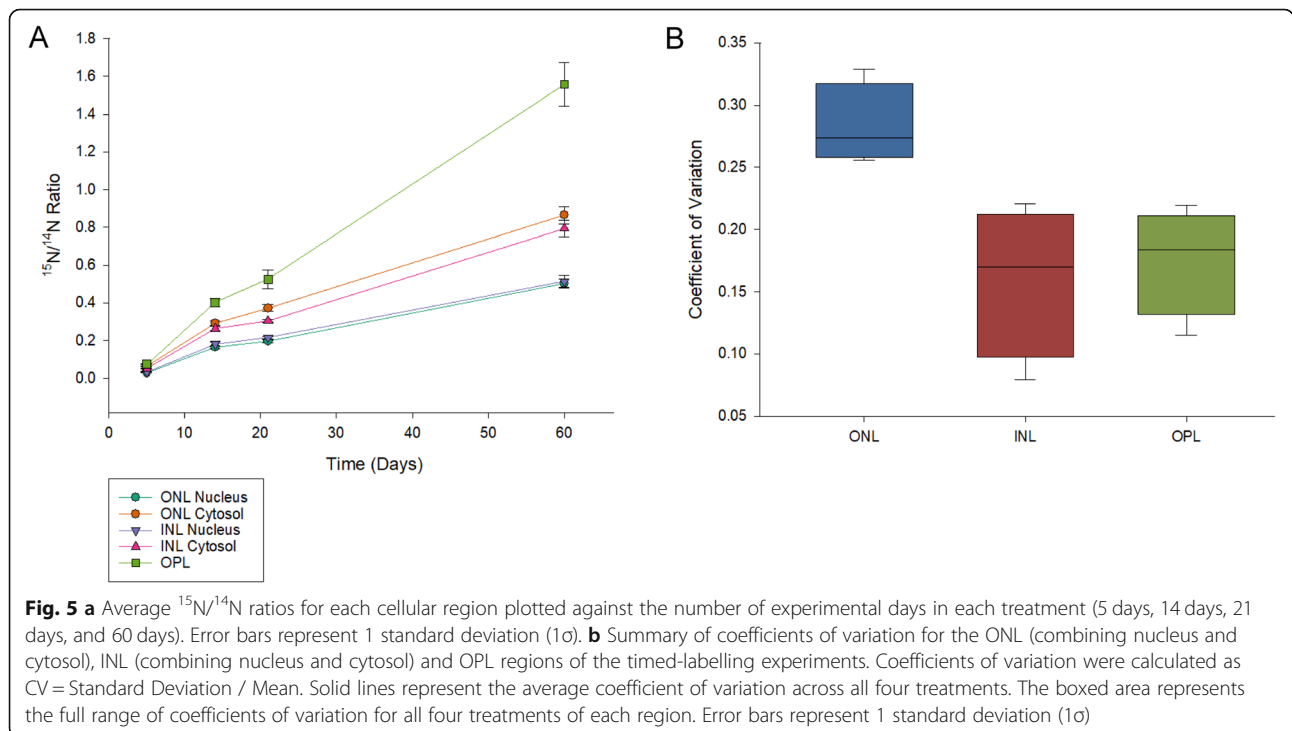 A
1.8
1.6
1.4
1.2
1.0
0.8
0.6
0.4
0.2
0.0
¹⁵N/¹⁴N Ratio
0 10 20 30 40 50 60
Time (Days)
ONL Nucleus
ONL Cytosol
INL Nucleus
INL Cytosol
OPL
B
0.35
0.30
0.25
0.20
0.15
0.10
0.05
Coefficient of Variation
ONL INL OPL
Fig. 5 a Average ¹⁵N/¹⁴N ratios for each cellular region plotted against the number of experimental days in each treatment (5 days, 14 days, 21
days, and 60 days). Error bars represent 1 standard deviation (1σ). b Summary of coefficients of variation for the ONL (combining nucleus and
cytosol), INL (combining nucleus and cytosol) and OPL regions of the timed-labelling experiments. Coefficients of variation were calculated as
CV = Standard Deviation / Mean. Solid lines represent the average coefficient of variation across all four treatments. The boxed area represents
the full range of coefficients of variation for all four treatments of each region. Error bars represent 1 standard deviation (1σ)